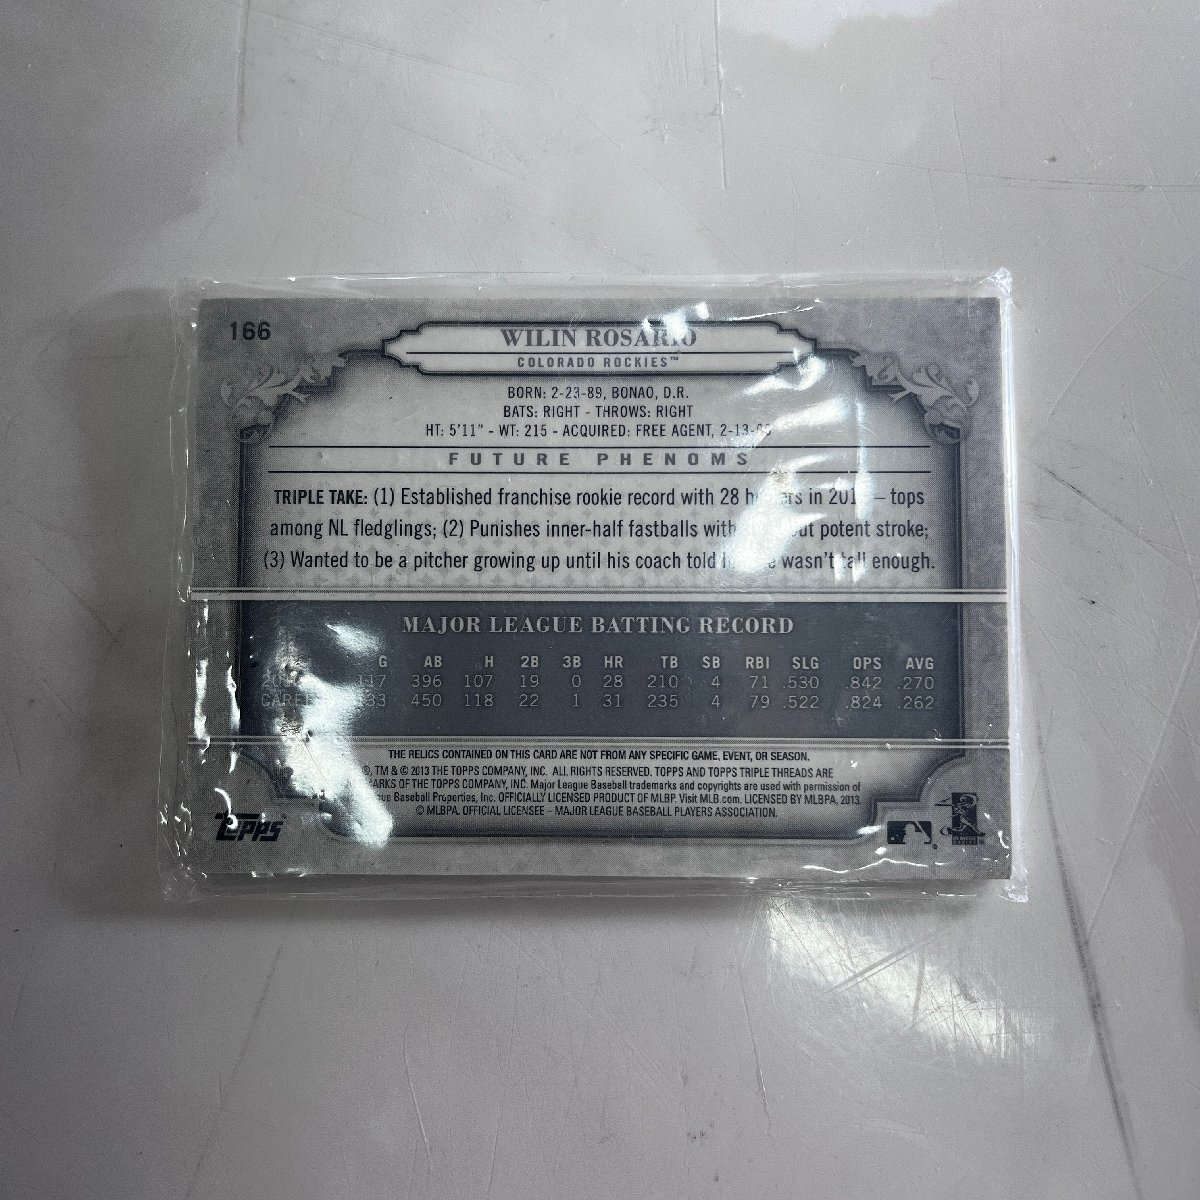 166
WILIN ROSARIO
COLORADO ROCKIES™
BORN: 2-23-89, BONAO, D.R.
BATS: RIGHT - THROWS: RIGHT
HT: 5'11" - WT: 215 - ACQUIRED: FREE AGENT, 2-13-
FUTURE PHENOMS
TRIPLE TAKE: (1) Established franchise rookie record with 28 in — tops
among NL fledglings; (2) Punishes inner-half fastballs with potent stroke;
(3) Wanted to be a pitcher growing up until his coach told wasn't tall enough.
MAJOR LEAGUE BATTING RECORD
G AB H 2B 3B HR TB SB RBI SLG OPS AVG
117 396 107 19 0 28 210 4 71 .530 .842 .270
450 118 22 1 31 235 4 79 .522 .824 .262
THE RELICS CONTAINED ON THIS CARD ARE NOT FROM ANY SPECIFIC GAME, EVENT, OR SEASON.
®, TM & © 2013 THE TOPPS COMPANY, INC. ALL RIGHTS RESERVED. TOPPS AND TOPPS TRIPLE THREADS ARE
OF THE TOPPS COMPANY, INC. Major League Baseball trademarks and copyrights are used with permission of
Baseball Properties, Inc. OFFICIALLY LICENSED PRODUCT OF MLBP. Visit MLB.com. LICENSED BY MLBPA, 2013
© MLBPA. OFFICIAL LICENSEE – MAJOR LEAGUE BASEBALL PLAYERS ASSOCIATION.
TOPPS